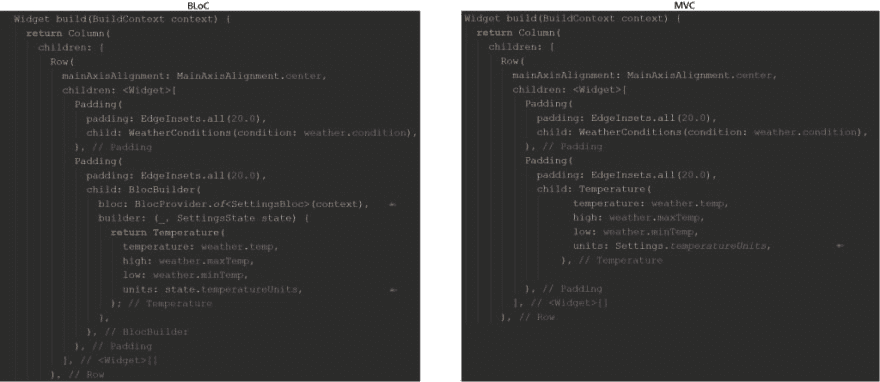 BLoC
Widget build(BuildContext context) {
return Column(
children: [
Row(
mainAxisAlignment: MainAxisAlignment.center,
children: <Widget>[
Padding(
padding: EdgeInsets.all(20.0),
child: WeatherConditions(condition: weather.condition),
), // Padding
Padding(
padding: EdgeInsets.all(20.0),
child: BlocBuilder(
bloc: BlocProvider.of<SettingsBloc>(context),
builder: (_, SettingsState state) {
return Temperature(
temperature: weather.temp,
high: weather.maxTemp,
low: weather.minTemp,
units: state.temperatureUnits,
); // Temperature
},
), // BlocBuilder
), // Padding
], // <Widget>[]
), // Row
MVC
Widget build(BuildContext context) {
return Column(
children: [
Row(
mainAxisAlignment: MainAxisAlignment.center,
children: <Widget>[
Padding(
padding: EdgeInsets.all(20.0),
child: WeatherConditions(condition: weather.condition),
), // Padding
Padding(
padding: EdgeInsets.all(20.0),
child: Temperature(
temperature: weather.temp,
high: weather.maxTemp,
low: weather.minTemp,
units: Settings.temperatureUnits,
), // Temperature
), // Padding
], // <Widget>[]
), // Row